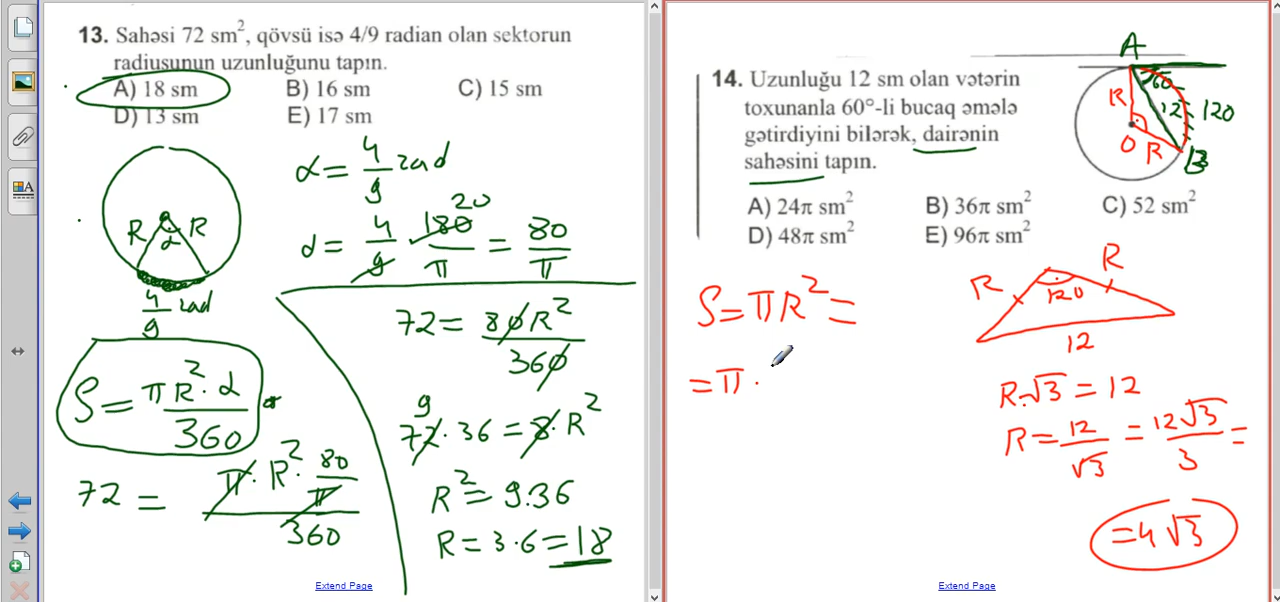 13. Sahəsi 72 sm², qövsü isə 4/9 radian olan sektorun
radiusunun uzunluğunu tapın.
A) 18 sm B) 16 sm C) 15 sm
D) 13 sm E) 17 sm
α = 4/9 rad
α = 4/9 · 180/π = 80/π
20
R R
α
4/9 rad
S = πR²·α/360
72 = π·R²·80/π/360
72 = 80R²/360
9
72·36 = 8·R²
R² = 9.36
R = 3·6 = 18
Extend Page
14. Uzunluğu 12 sm olan vətərin
toxunanla 60°-li bucaq əmələ
gətirdiyini bilərək, dairənin
sahəsini tapın.
A) 24π sm² B) 36π sm² C) 52 sm²
D) 48π sm² E) 96π sm²
A
60
R 12 120
O R B
S = πR² =
= π ·
R R
120
12
R·√3 = 12
R = 12/√3 = 12√3/3 =
= 4√3
Extend Page